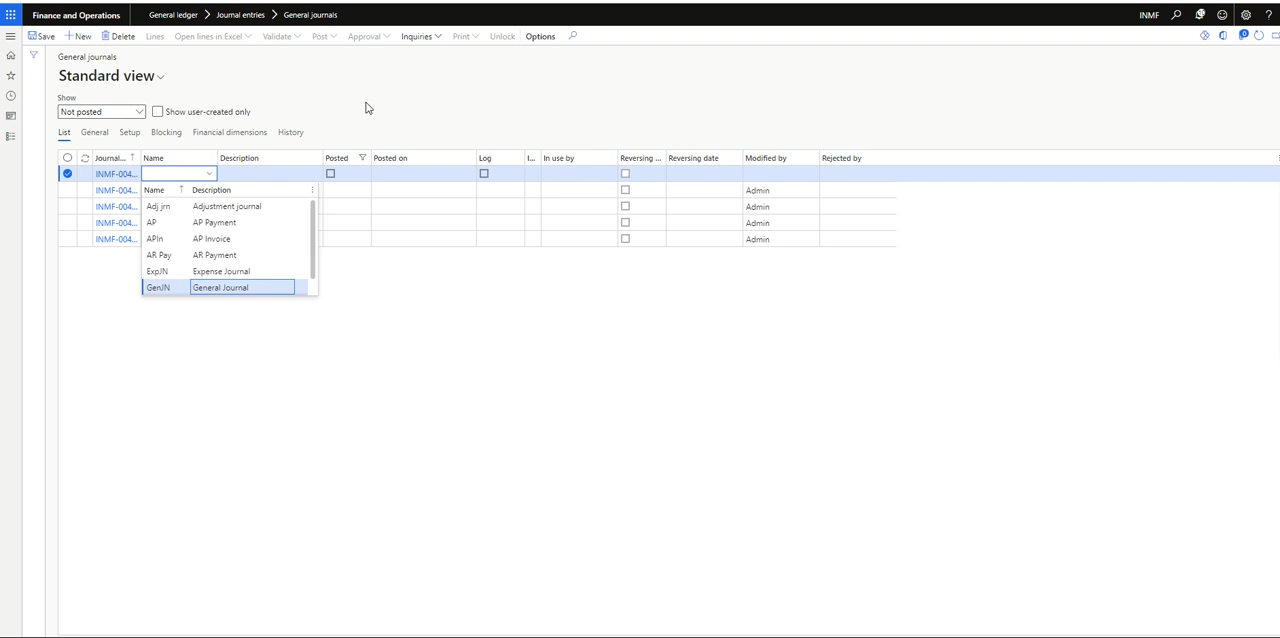 Finance and Operations General ledger Journal entries General journals INMF ?
Save New Delete Lines Open lines in Excel Validate Post Approval Inquiries Print Unlock Options 0
General journals
Standard view
Show
Not posted Show user-created only
List General Setup Blocking Financial dimensions History
Journal... Name Description Posted Posted on Log I... In use by Reversing ... Reversing date Modified by Rejected by
INMF-004...
INMF-004... Name Description Admin
INMF-004... Adj jrn Adjustment journal Admin
INMF-004... AP AP Payment Admin
INMF-004... APIn AP Invoice Admin
AR Pay AR Payment
ExpJN Expense Journal
GenJN General Journal